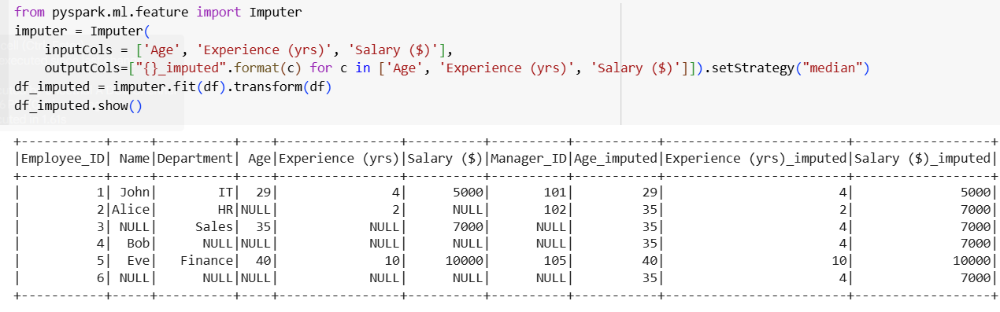 from pyspark.ml.feature import Imputer
imputer = Imputer(
    inputCols = ['Age', 'Experience (yrs)', 'Salary ($)'],
    outputCols=["{}_imputed".format(c) for c in ['Age', 'Experience (yrs)', 'Salary ($)']]).setStrategy("median")
df_imputed = imputer.fit(df).transform(df)
df_imputed.show()
+-----------+-----+----------+----+----------------+----------+----------+-----------+------------------------+------------------+
|Employee_ID| Name|Department| Age|Experience (yrs)|Salary ($)|Manager_ID|Age_imputed|Experience (yrs)_imputed|Salary ($)_imputed|
+-----------+-----+----------+----+----------------+----------+----------+-----------+------------------------+------------------+
|          1| John|        IT|  29|               4|      5000|       101|         29|                       4|              5000|
|          2|Alice|        HR|NULL|               2|      NULL|       102|         35|                       2|              7000|
|          3| NULL|     Sales|  35|            NULL|      7000|      NULL|         35|                       4|              7000|
|          4|  Bob|      NULL|NULL|            NULL|      NULL|      NULL|         35|                       4|              7000|
|          5|  Eve|   Finance|  40|              10|     10000|       105|         40|                      10|             10000|
|          6| NULL|      NULL|NULL|            NULL|      NULL|      NULL|         35|                       4|              7000|
+-----------+-----+----------+----+----------------+----------+----------+-----------+------------------------+------------------+